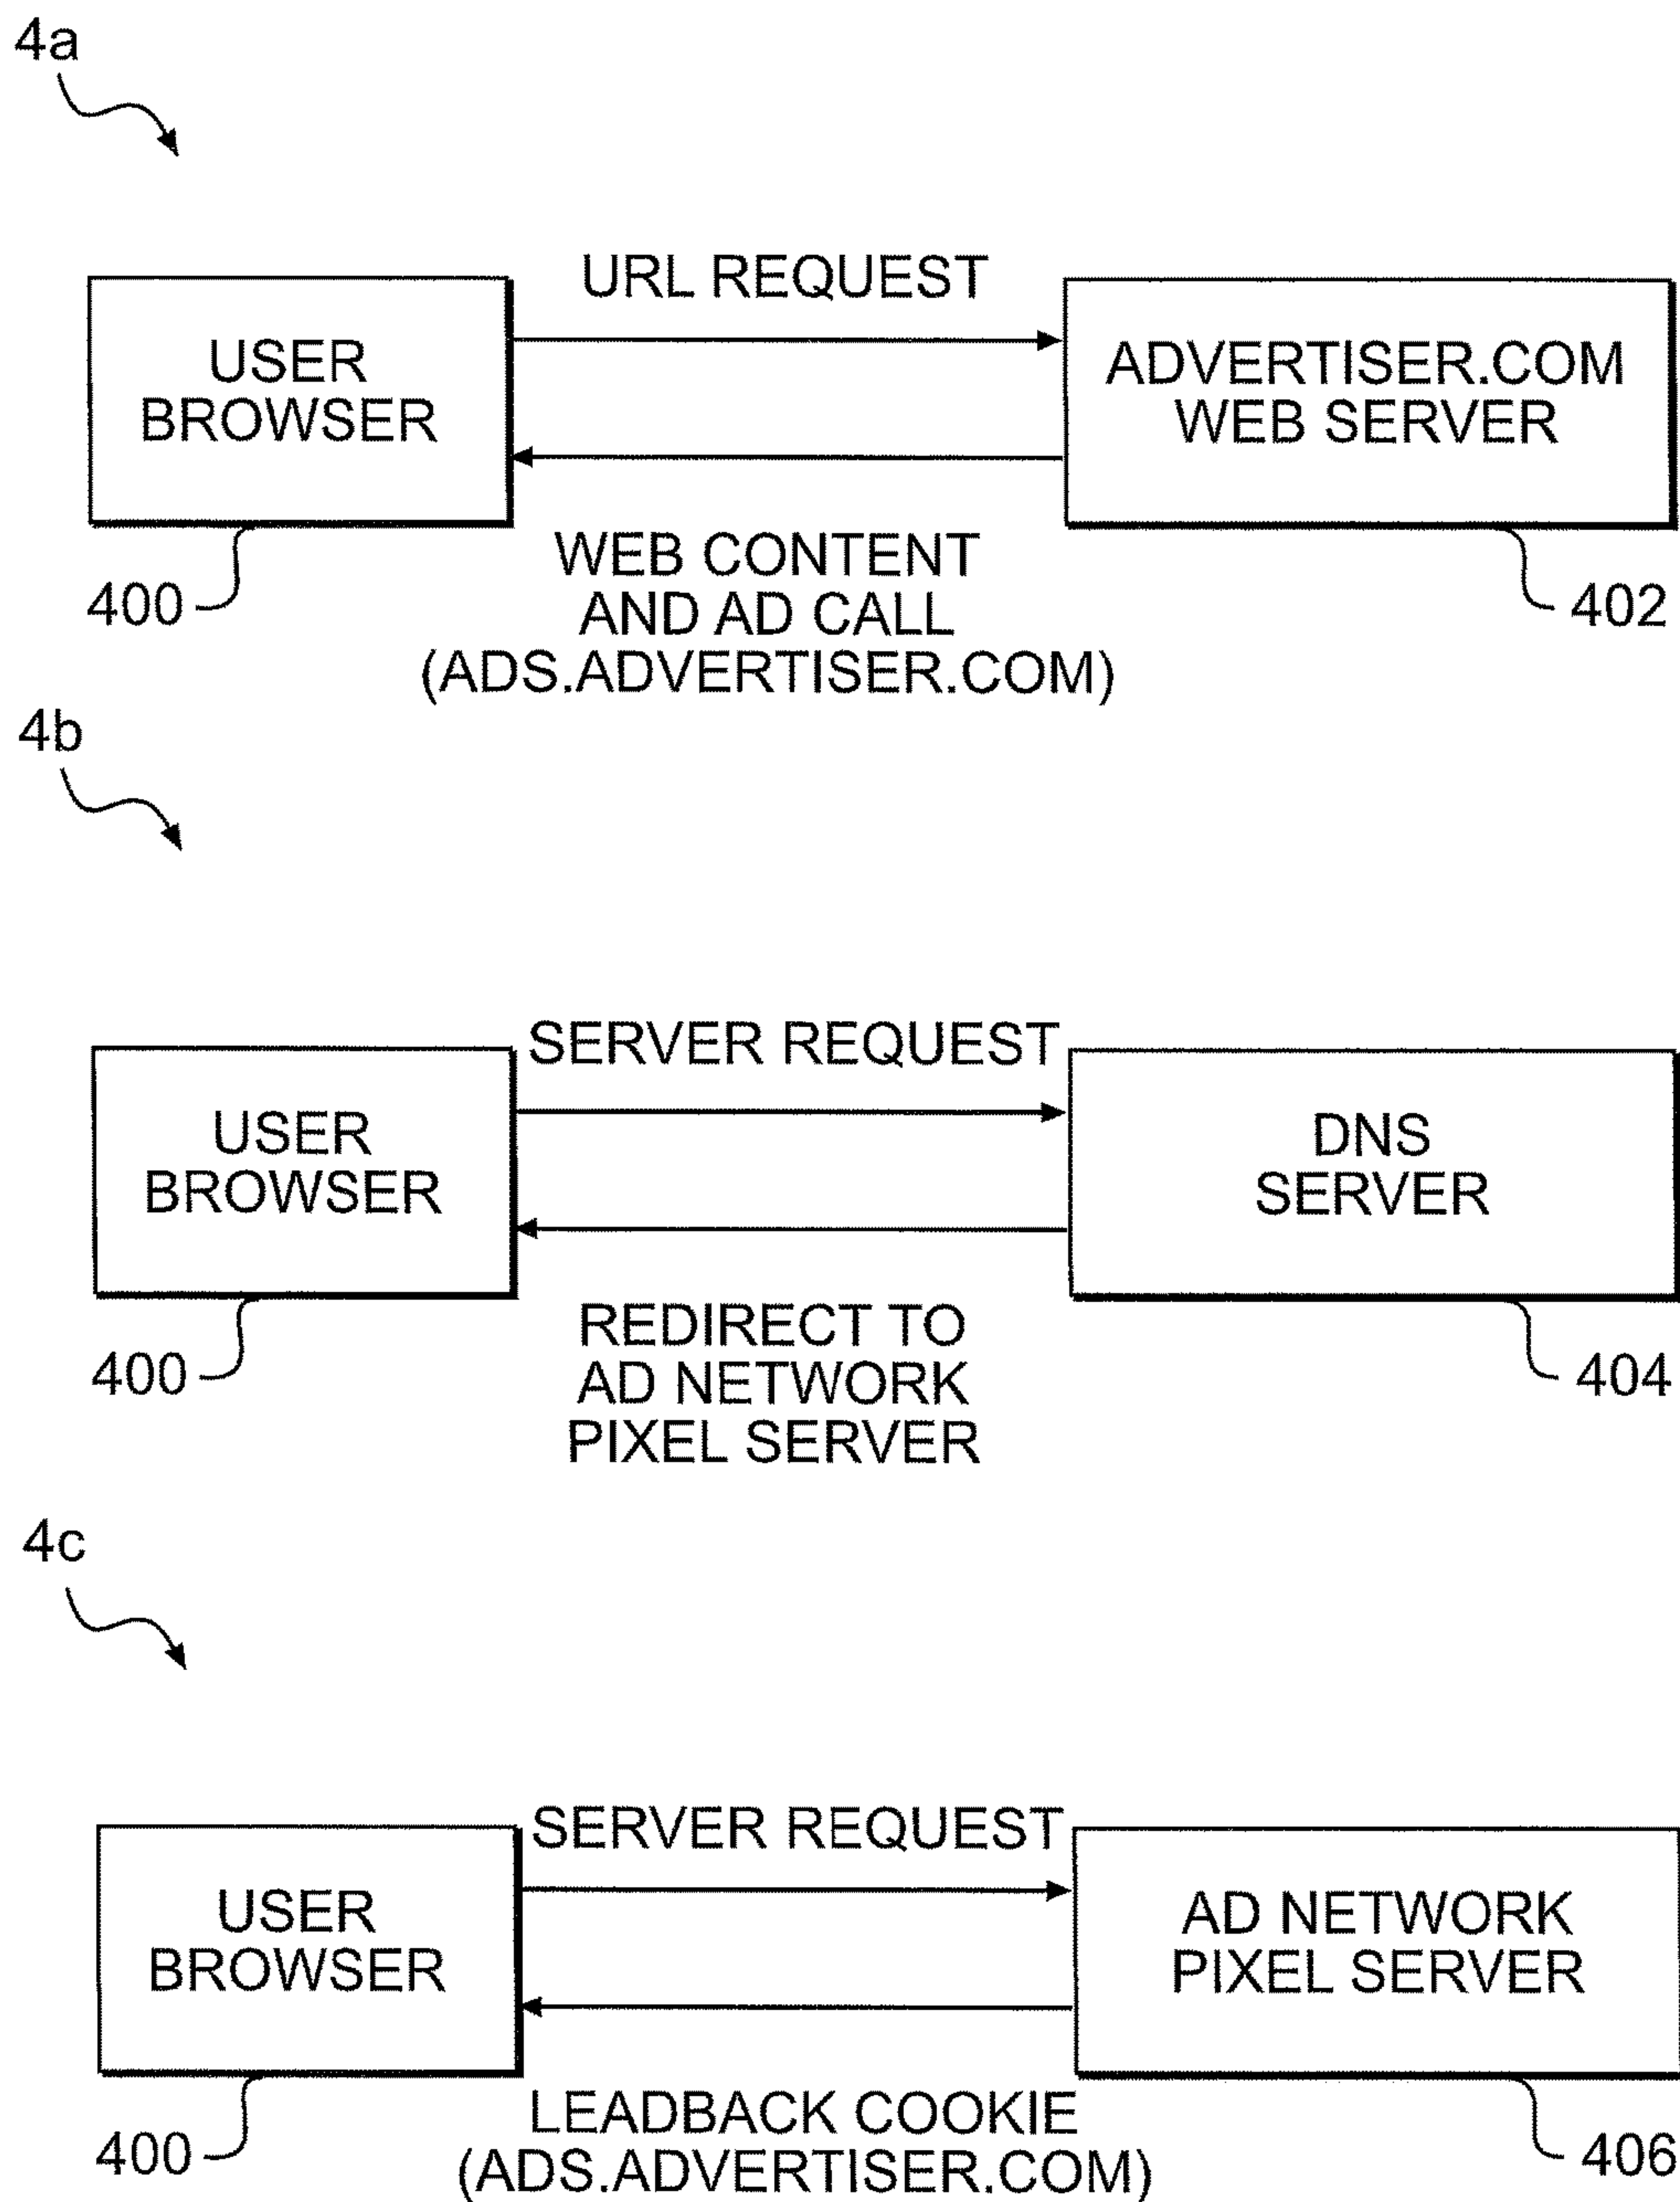 4a
URL REQUEST
USER
BROWSER
ADVERTISER.COM
WEB SERVER
WEB CONTENT
AND AD CALL
(ADS.ADVERTISER.COM)
400
402
4b
SERVER REQUEST
USER
BROWSER
DNS
SERVER
REDIRECT TO
AD NETWORK
PIXEL SERVER
400
404
4c
SERVER REQUEST
USER
BROWSER
AD NETWORK
PIXEL SERVER
LEADBACK COOKIE
(ADS.ADVERTISER.COM)
400
406